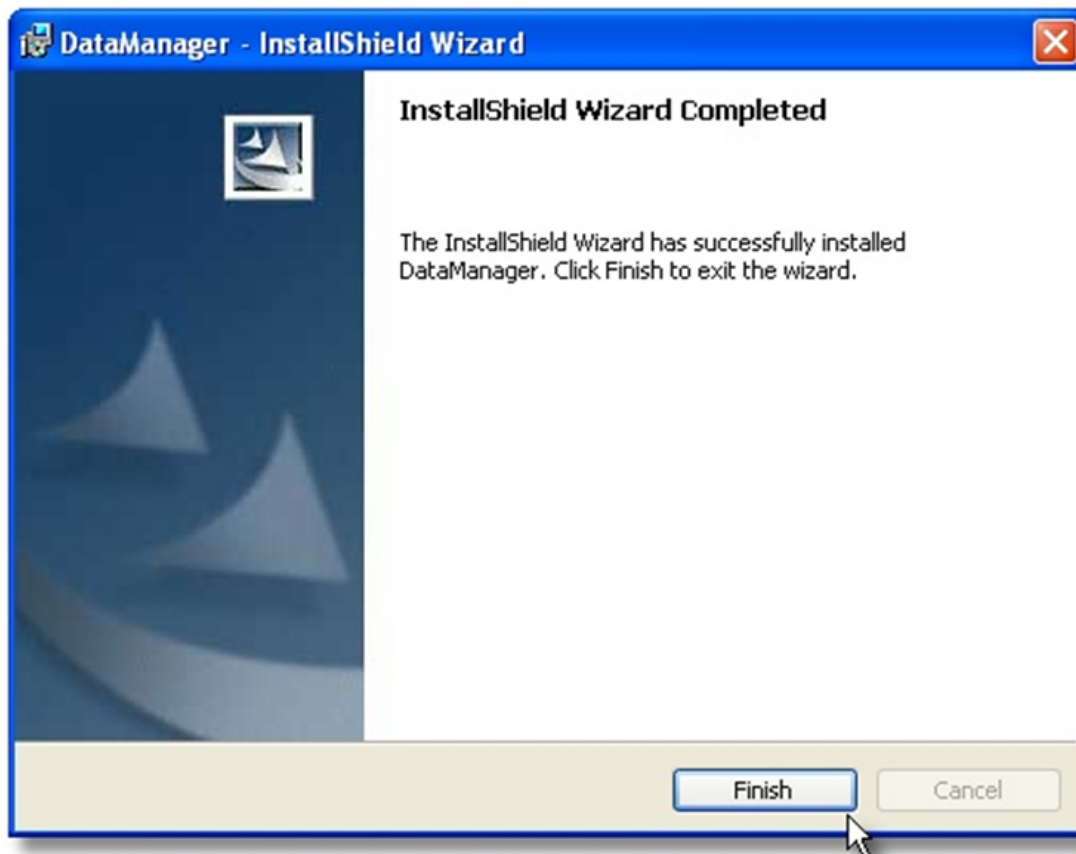 DataManager - InstallShield Wizard
InstallShield Wizard Completed
The InstallShield Wizard has successfully installed
DataManager. Click Finish to exit the wizard.
Finish
Cancel